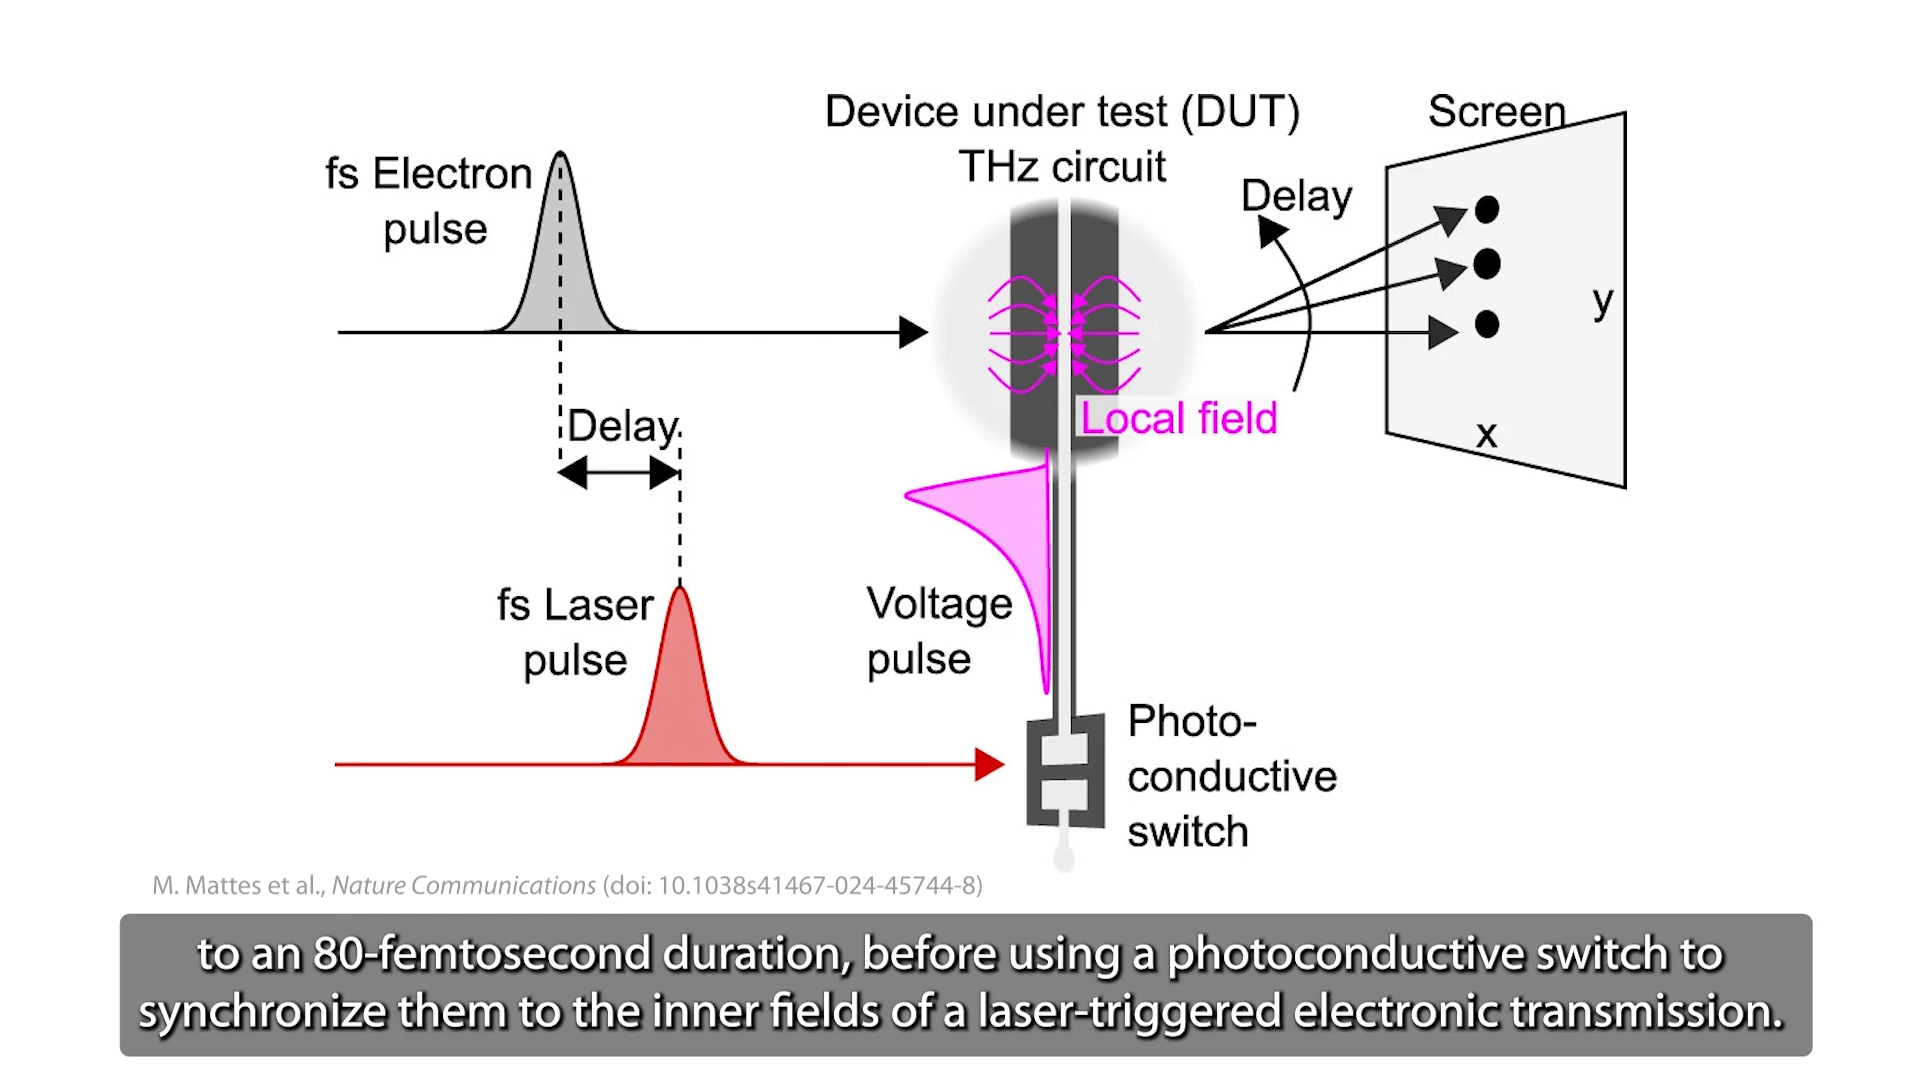 Device under test (DUT)
THz circuit
Screen
fs Electron
pulse
Delay
y
x
Local field
Delay
fs Laser
pulse
Voltage
pulse
Photo-
conductive
switch
M. Mattes et al., Nature Communications (doi: 10.1038s41467-024-45744-8)
to an 80-femtosecond duration, before using a photoconductive switch to
synchronize them to the inner fields of a laser-triggered electronic transmission.